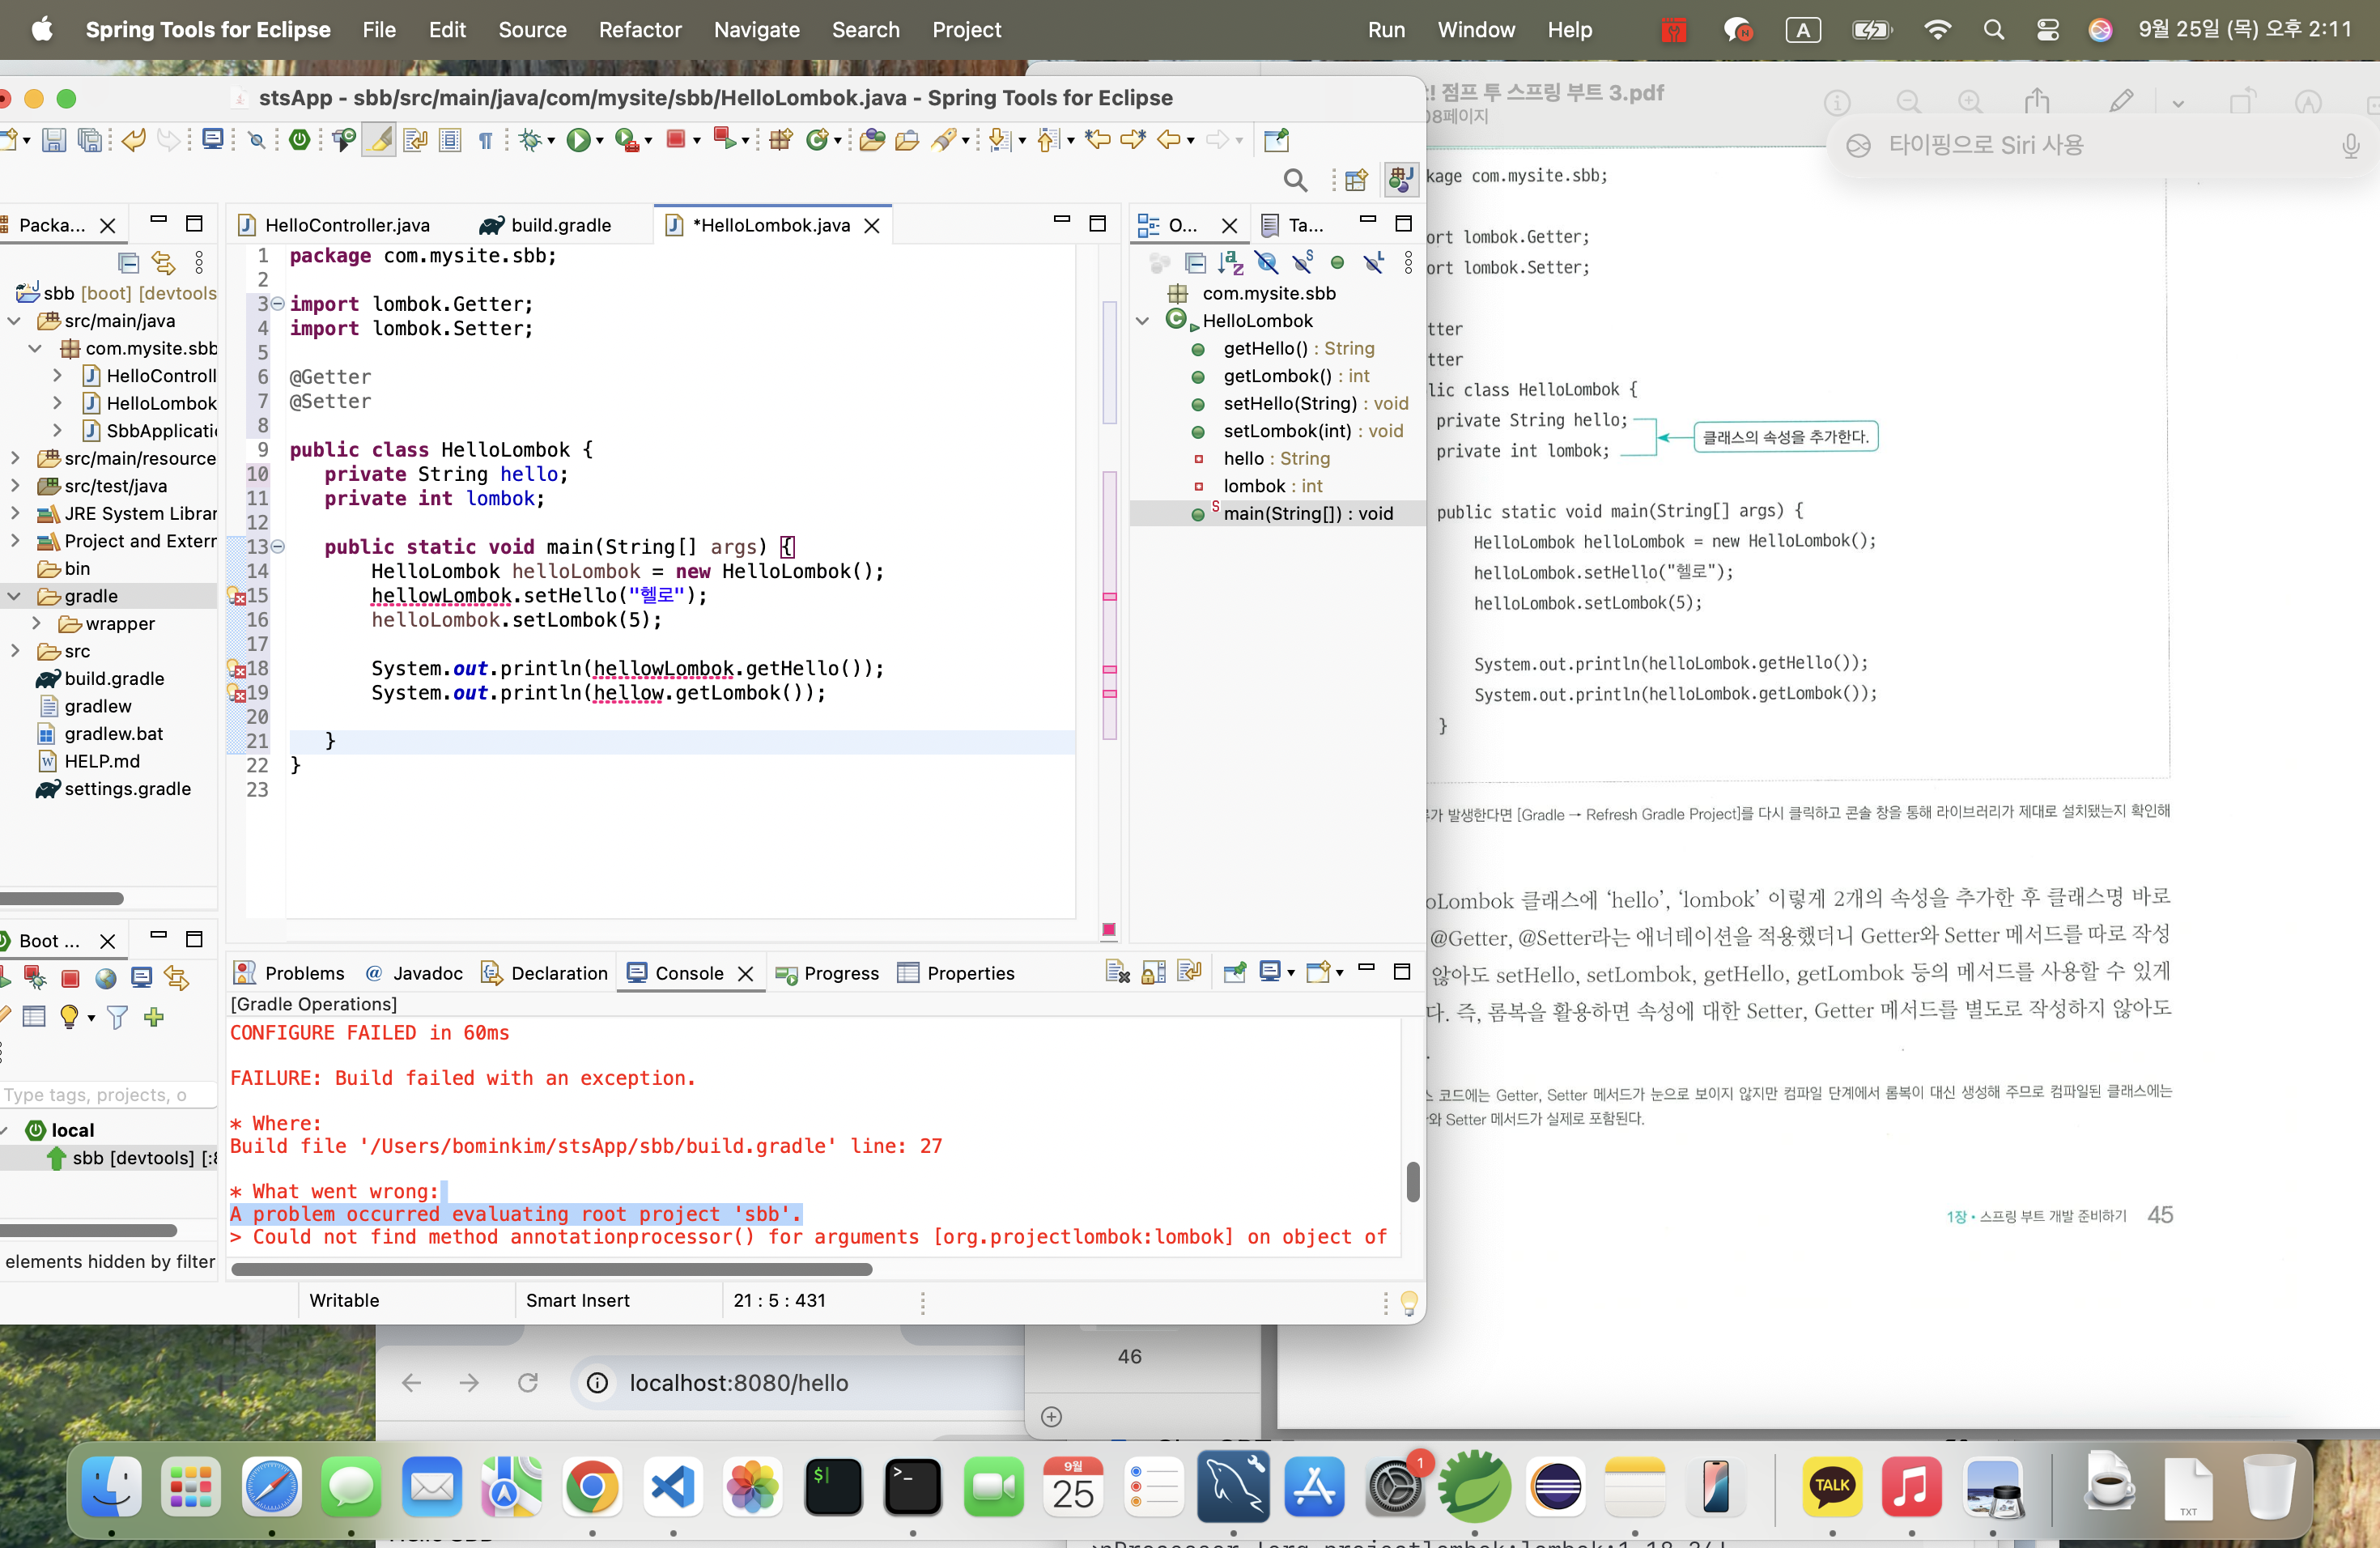 Spring Tools for Eclipse File Edit Source Refactor Navigate Search Project Run Window Help A 9월 25일 (목) 오후 2:11
stsApp - sbb/src/main/java/com/mysite/sbb/HelloLombok.java - Spring Tools for Eclipse
Packa...
sbb [boot] [devtools
src/main/java
com.mysite.sbb
HelloControll
HelloLombok
SbbApplicati
src/main/resource
src/test/java
JRE System Librar
Project and Extern
bin
gradle
wrapper
src
build.gradle
gradlew
gradlew.bat
HELP.md
settings.gradle
HelloController.java build.gradle *HelloLombok.java
1 package com.mysite.sbb;
2
3 import lombok.Getter;
4 import lombok.Setter;
5
6 @Getter
7 @Setter
8
9 public class HelloLombok {
10 private String hello;
11 private int lombok;
12
13 public static void main(String[] args) {
14 HelloLombok helloLombok = new HelloLombok();
15 hellowLombok.setHello("헬로");
16 helloLombok.setLombok(5);
17
18 System.out.println(hellowLombok.getHello());
19 System.out.println(hellow.getLombok());
20
21 }
22 }
23
O... Ta...
com.mysite.sbb
HelloLombok
getHello() : String
getLombok() : int
setHello(String) : void
setLombok(int) : void
hello : String
lombok : int
main(String[]) : void
Boot ...
Type tags, projects, o
local
sbb [devtools] [:8
elements hidden by filter
Problems Javadoc Declaration Console Progress Properties
[Gradle Operations]
CONFIGURE FAILED in 60ms
FAILURE: Build failed with an exception.
* Where:
Build file '/Users/bominkim/stsApp/sbb/build.gradle' line: 27
* What went wrong:
A problem occurred evaluating root project 'sbb'.
> Could not find method annotationprocessor() for arguments [org.projectlombok:lombok] on object of
Writable Smart Insert 21 : 5 : 431
! 점프 투 스프링 부트 3.pdf
08페이지
타이핑으로 Siri 사용
kage com.mysite.sbb;
ort lombok.Getter;
ort lombok.Setter;
tter
tter
lic class HelloLombok {
private String hello;
클래스의 속성을 추가한다.
private int lombok;
public static void main(String[] args) {
HelloLombok helloLombok = new HelloLombok();
helloLombok.setHello("헬로");
helloLombok.setLombok(5);
System.out.println(helloLombok.getHello());
System.out.println(helloLombok.getLombok());
}
가 발생한다면 [Gradle → Refresh Gradle Project]를 다시 클릭하고 콘솔 창을 통해 라이브러리가 제대로 설치됐는지 확인해
oLombok 클래스에 ‘hello’, ‘lombok’ 이렇게 2개의 속성을 추가한 후 클래스명 바로
@Getter, @Setter라는 애너테이션을 적용했더니 Getter와 Setter 메서드를 따로 작성
않아도 setHello, setLombok, getHello, getLombok 등의 메서드를 사용할 수 있게
다. 즉, 롬복을 활용하면 속성에 대한 Setter, Getter 메서드를 별도로 작성하지 않아도
.
스 코드에는 Getter, Setter 메서드가 눈으로 보이지 않지만 컴파일 단계에서 롬복이 대신 생성해 주므로 컴파일된 클래스에는
와 Setter 메서드가 실제로 포함된다.
1장 • 스프링 부트 개발 준비하기 45
46
localhost:8080/hello
9월
25
1
TALK
TXT